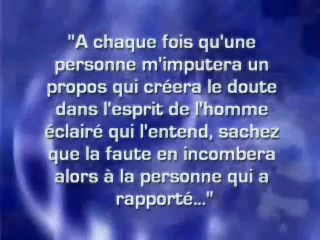 "A chaque fois qu'une
personne m'imputera un
propos qui créera le doute
dans l'esprit de l'homme
éclairé qui l'entend, sachez
que la faute en incombera
alors à la personne qui a
rapporté..."